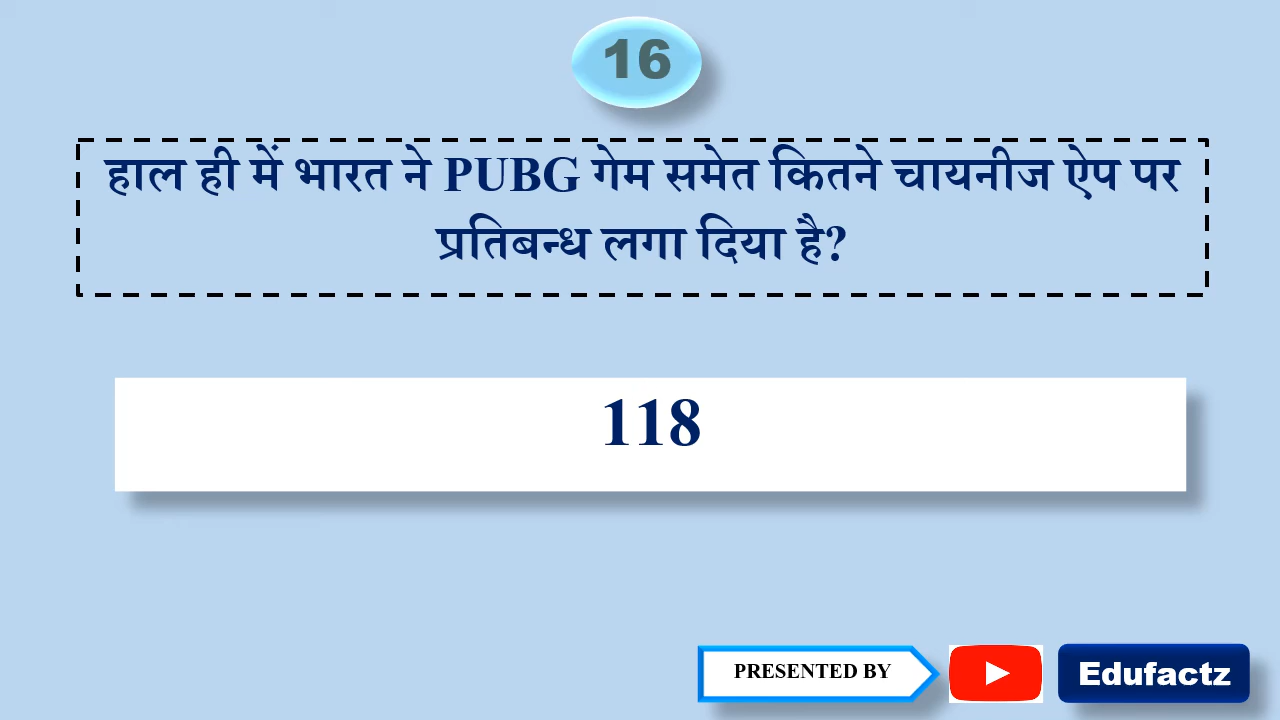 16
हाल ही में भारत ने PUBG गेम समेत कितने चायनीज ऐप पर
प्रतिबन्ध लगा दिया है?
118
PRESENTED BY
Edufactz